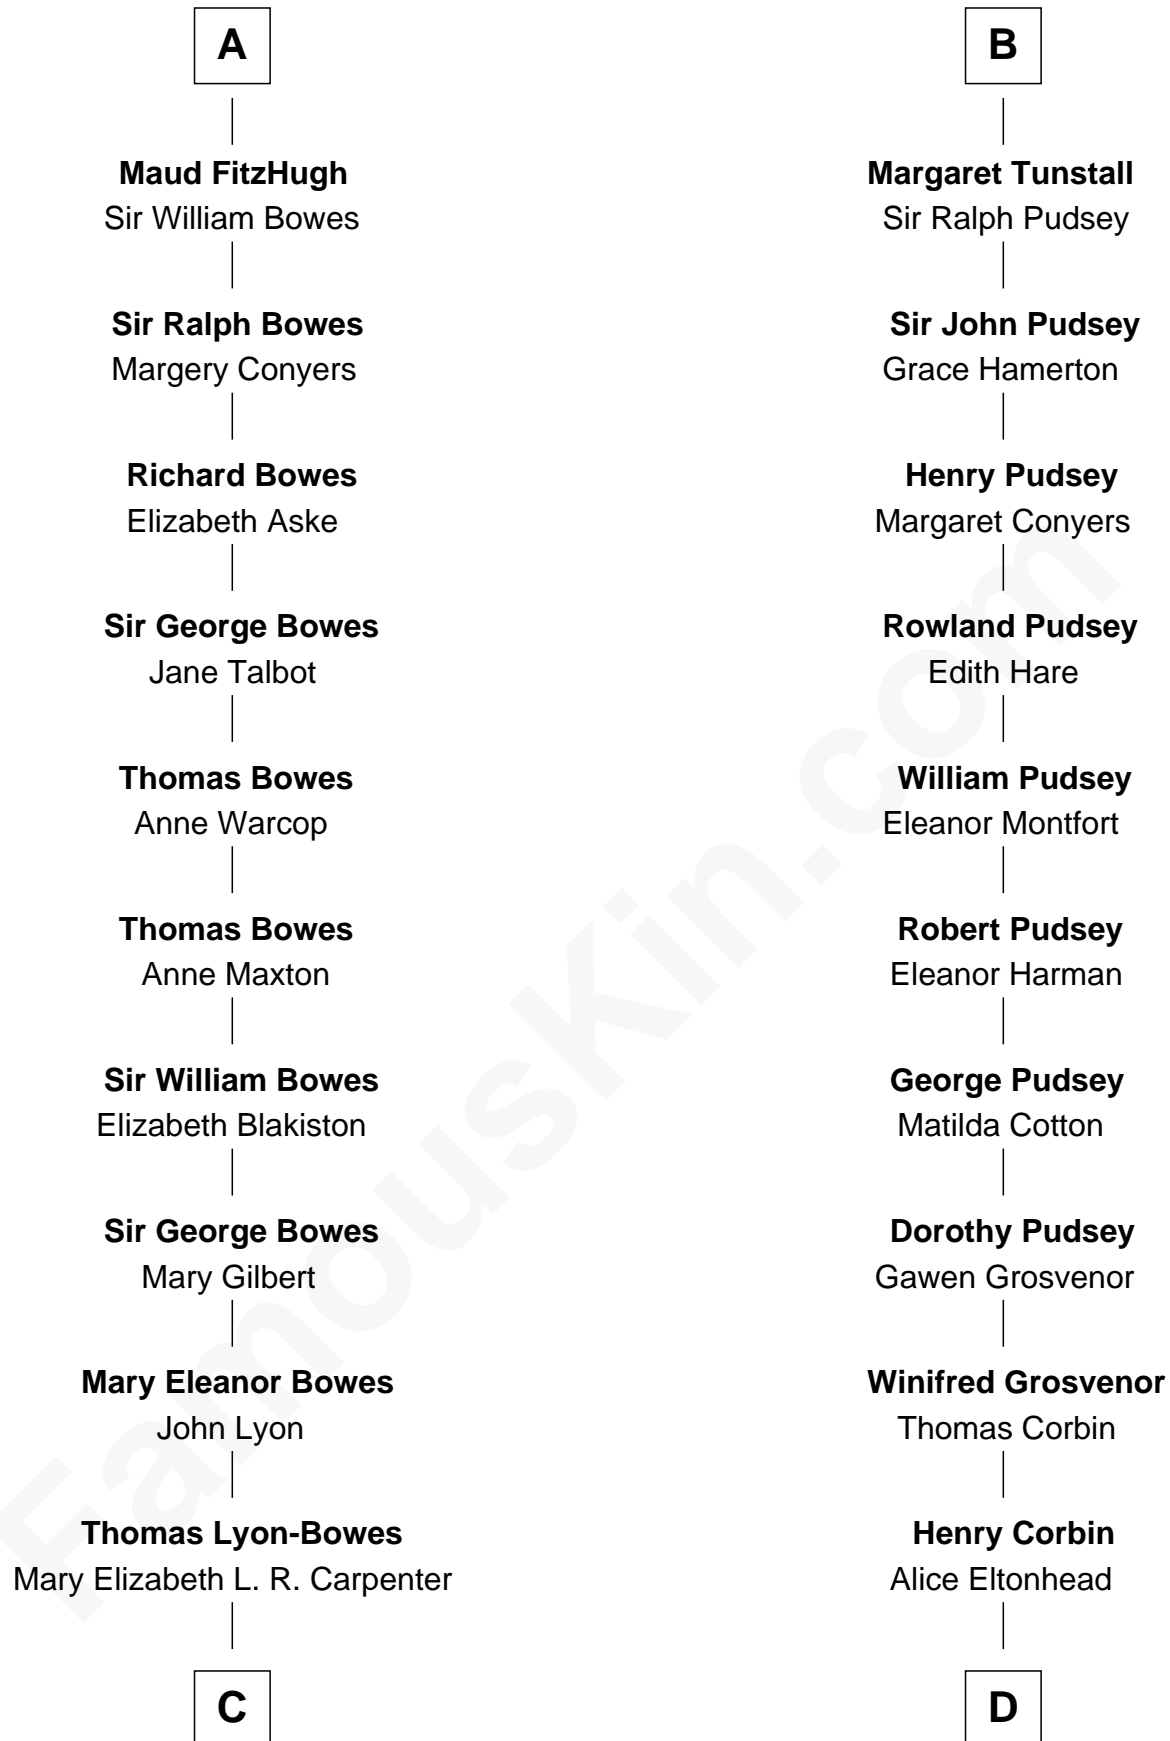 A
Maud FitzHugh
Sir William Bowes
Sir Ralph Bowes
Margery Conyers
Richard Bowes
Elizabeth Aske
Sir George Bowes
Jane Talbot
Thomas Bowes
Anne Warcop
Thomas Bowes
Anne Maxton
Sir William Bowes
Elizabeth Blakiston
Sir George Bowes
Mary Gilbert
Mary Eleanor Bowes
John Lyon
Thomas Lyon-Bowes
Mary Elizabeth L. R. Carpenter
C
B
Margaret Tunstall
Sir Ralph Pudsey
Sir John Pudsey
Grace Hamerton
Henry Pudsey
Margaret Conyers
Rowland Pudsey
Edith Hare
William Pudsey
Eleanor Montfort
Robert Pudsey
Eleanor Harman
George Pudsey
Matilda Cotton
Dorothy Pudsey
Gawen Grosvenor
Winifred Grosvenor
Thomas Corbin
Henry Corbin
Alice Eltonhead
D
FamousKin.com